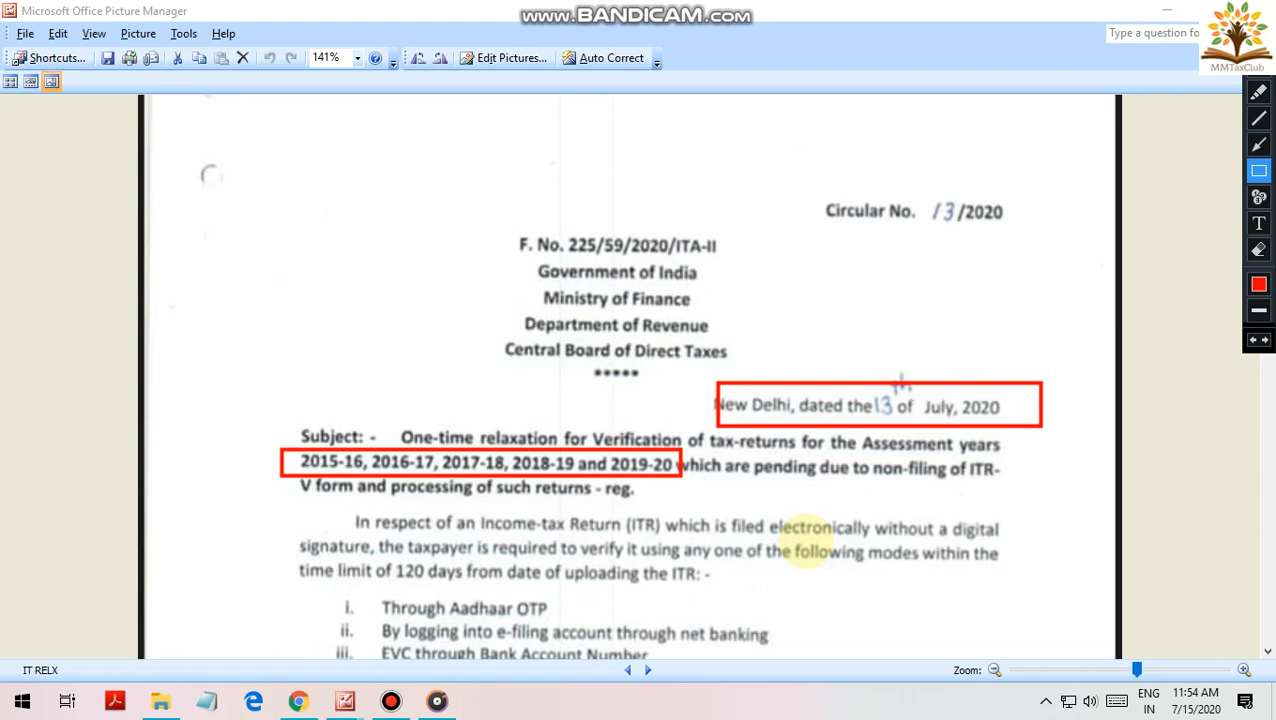 Microsoft Office Picture Manager
www.BANDICAM.com
File Edit View Picture Tools Help
Type a question fo
MMTaxClub
Shortcuts... 141% Edit Pictures... Auto Correct
Circular No. 13/2020
F. No. 225/59/2020/ITA-II
Government of India
Ministry of Finance
Department of Revenue
Central Board of Direct Taxes
*****
New Delhi, dated the 13th of July, 2020
Subject: - One-time relaxation for Verification of tax-returns for the Assessment years
2015-16, 2016-17, 2017-18, 2018-19 and 2019-20 which are pending due to non-filing of ITR-
V form and processing of such returns - reg.
In respect of an Income-tax Return (ITR) which is filed electronically without a digital
signature, the taxpayer is required to verify it using any one of the following modes within the
time limit of 120 days from date of uploading the ITR: -
i. Through Aadhaar OTP
ii. By logging into e-filing account through net banking
iii. EVC through Bank Account Number
IT RELX
Zoom:
ENG
IN
11:54 AM
7/15/2020